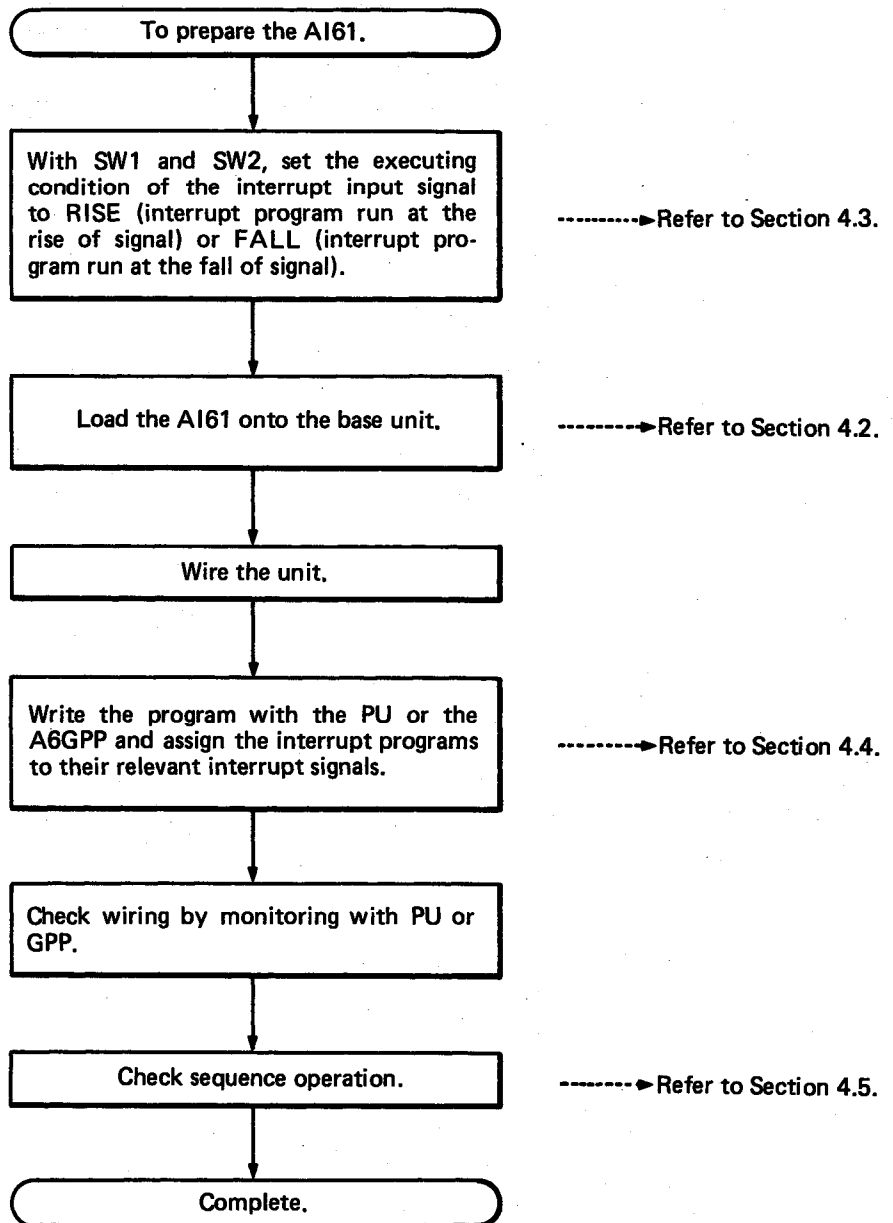 To prepare the AI61.
With SW1 and SW2, set the executing
condition of the interrupt input signal
to RISE (interrupt program run at the
rise of signal) or FALL (interrupt pro-
gram run at the fall of signal).
Refer to Section 4.3.
Load the AI61 onto the base unit.
Refer to Section 4.2.
Wire the unit.
Write the program with the PU or the
A6GPP and assign the interrupt programs
to their relevant interrupt signals.
Refer to Section 4.4.
Check wiring by monitoring with PU or
GPP.
Check sequence operation.
Refer to Section 4.5.
Complete.